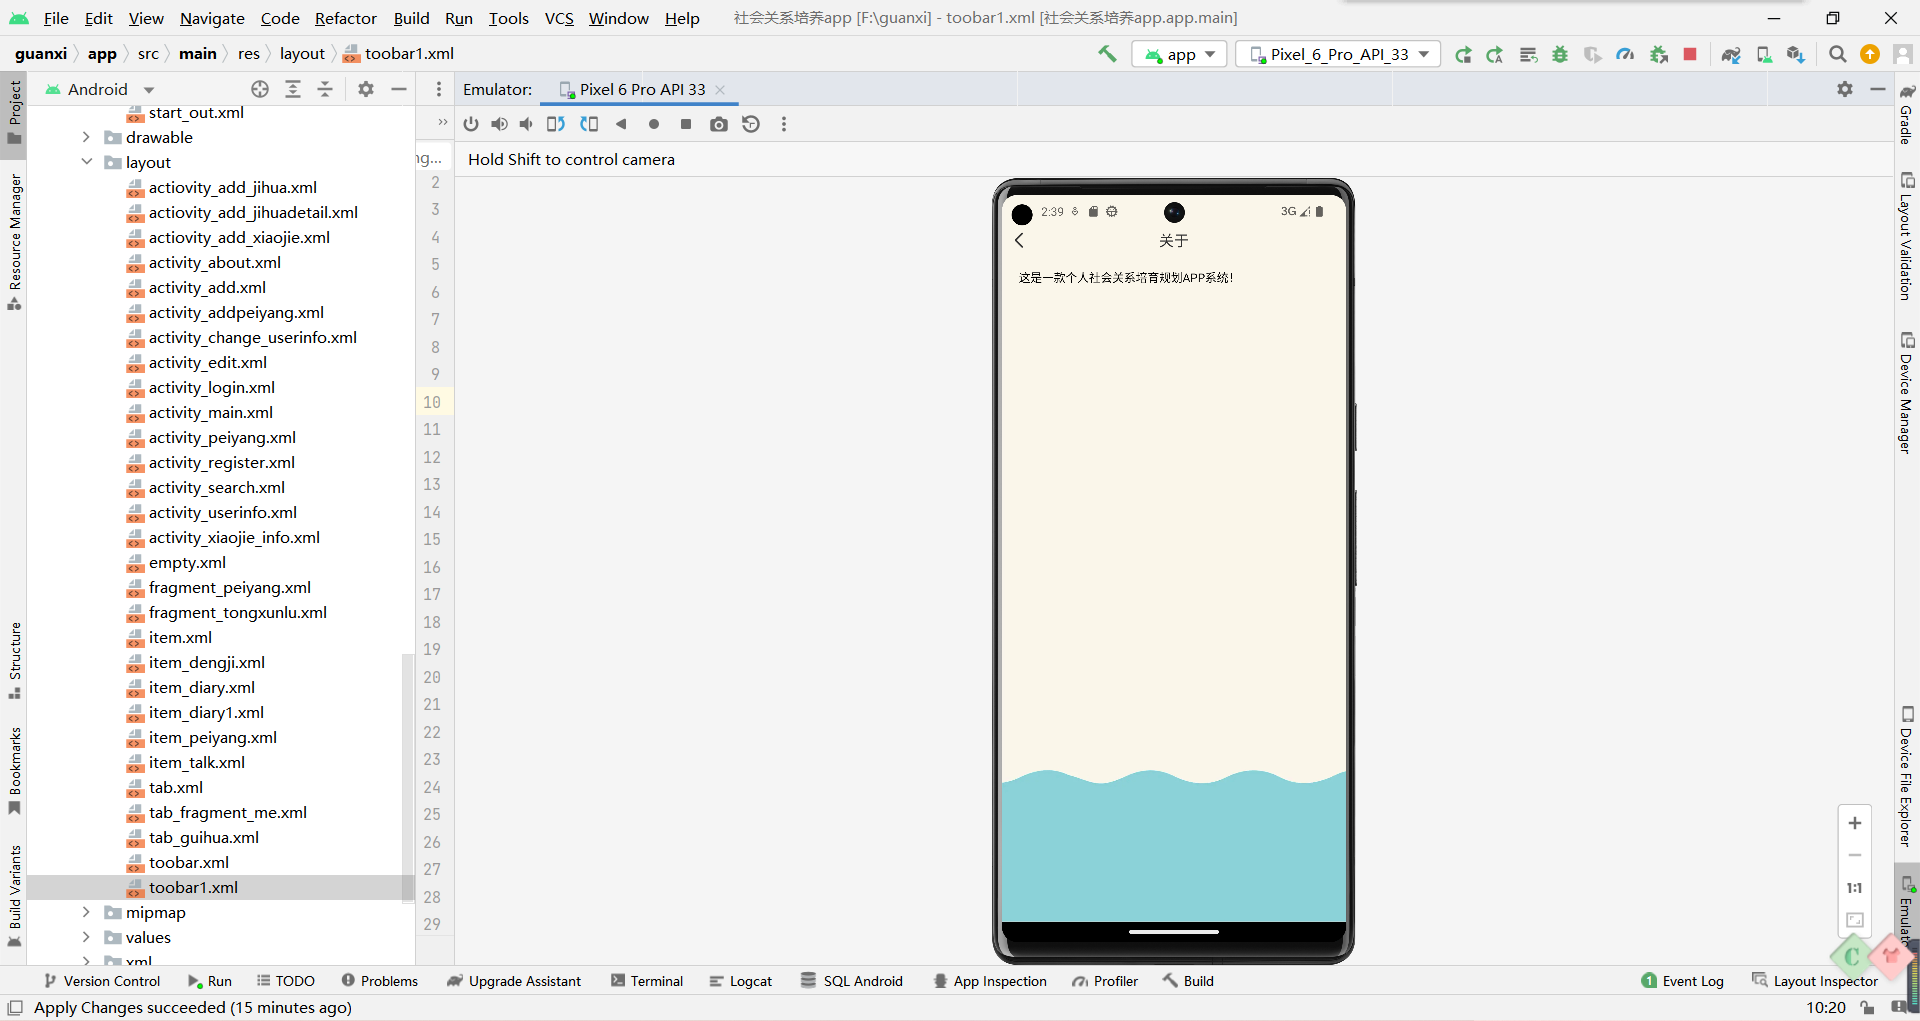 File Edit View Navigate Code Refactor Build Run Tools VCS Window Help 社会关系培养app [F:\guanxi] - toobar1.xml [社会关系培养app.app.main]
guanxi app src main res layout toobar1.xml app Pixel_6_Pro_API_33
Android Emulator: Pixel 6 Pro API 33
Hold Shift to control camera
start_out.xml
drawable
layout
actiovity_add_jihua.xml
actiovity_add_jihuadetail.xml
actiovity_add_xiaojie.xml
activity_about.xml
activity_add.xml
activity_addpeiyang.xml
activity_change_userinfo.xml
activity_edit.xml
activity_login.xml
activity_main.xml
activity_peiyang.xml
activity_register.xml
activity_search.xml
activity_userinfo.xml
activity_xiaojie_info.xml
empty.xml
fragment_peiyang.xml
fragment_tongxunlu.xml
item.xml
item_dengji.xml
item_diary.xml
item_diary1.xml
item_peiyang.xml
item_talk.xml
tab.xml
tab_fragment_me.xml
tab_guihua.xml
toobar.xml
toobar1.xml
mipmap
values
xml
ng...
2
3
4
5
6
7
8
9
10
11
12
13
14
15
16
17
18
19
20
21
22
23
24
25
26
27
28
29
2:39 3G
关于
这是一款个人社会关系培育规划APP系统!
1:1
Project
Resource Manager
Structure
Bookmarks
Build Variants
Gradle
Layout Validation
Device Manager
Device File Explorer
Emulato
C
Version Control Run TODO Problems Upgrade Assistant Terminal Logcat SQL Android App Inspection Profiler Build 1 Event Log Layout Inspector
Apply Changes succeeded (15 minutes ago) 10:20